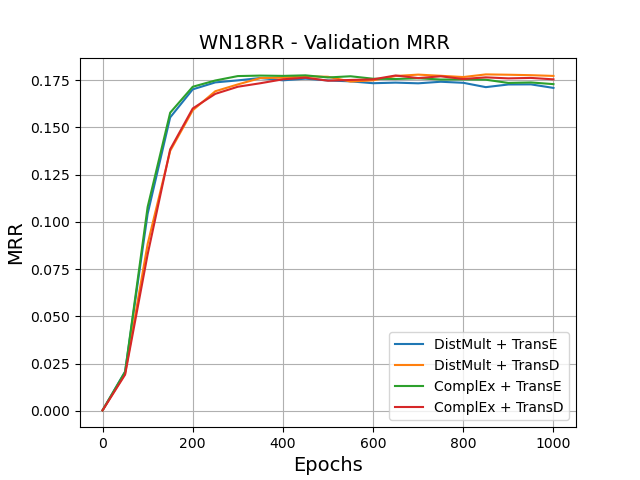 WN18RR - Validation MRR
MRR
0.175
0.150
0.125
0.100
0.075
0.050
0.025
0.000
DistMult + TransE
DistMult + TransD
ComplEx + TransE
ComplEx + TransD
0 200 400 600 800 1000
Epochs